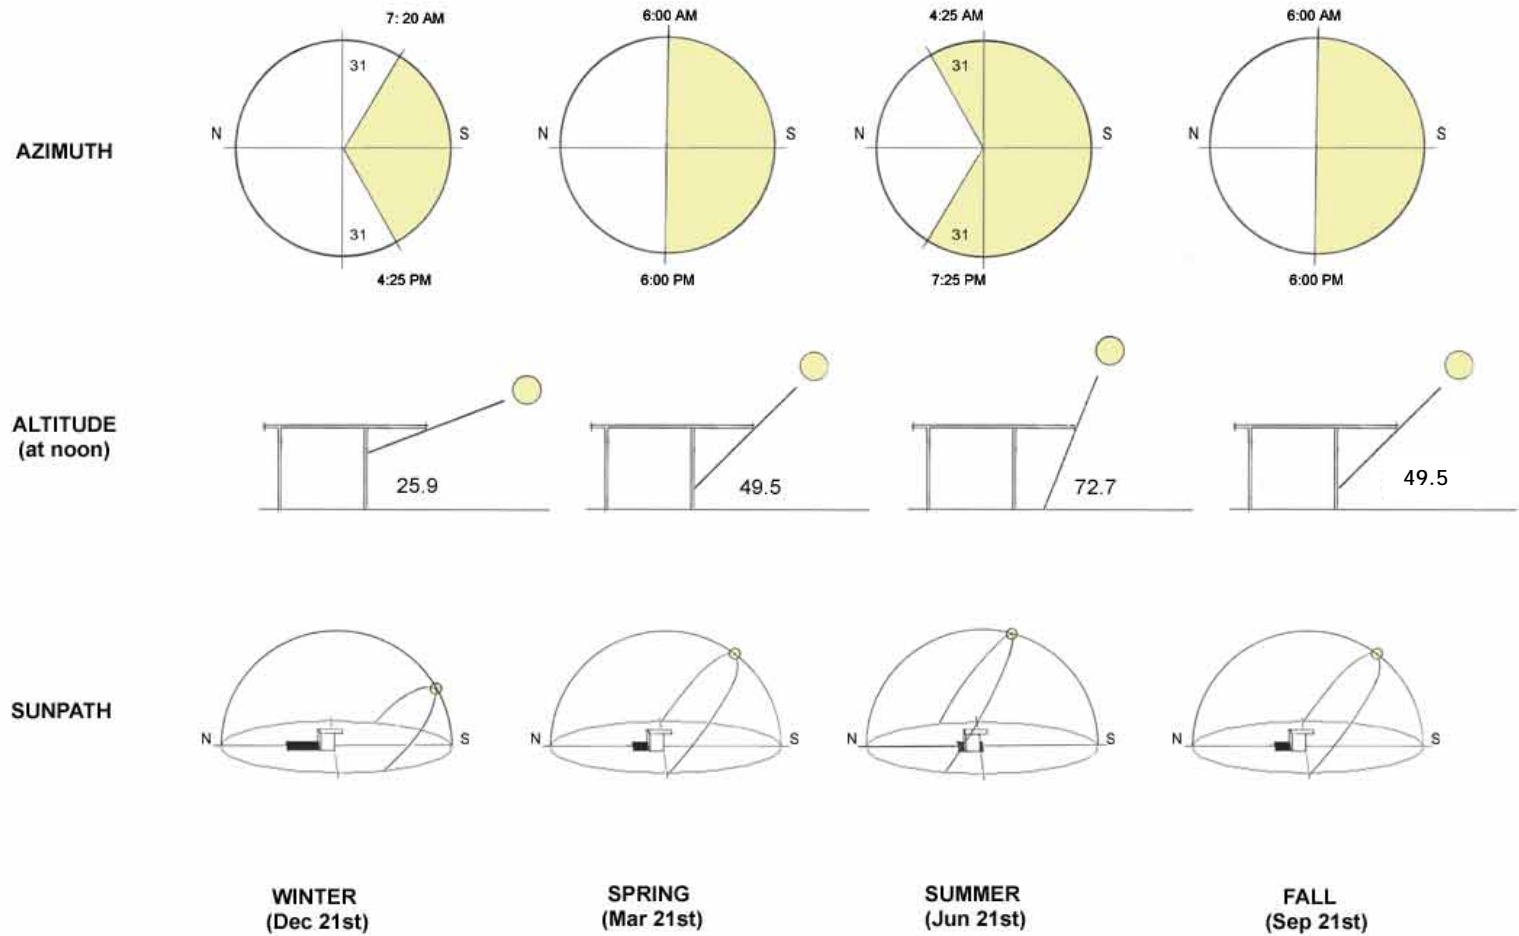 7: 20 AM
6:00 AM
4:25 AM
6:00 AM
31
31
AZIMUTH
N
S
N
S
N
S
N
S
31
31
4:25 PM
6:00 PM
7:25 PM
6:00 PM
ALTITUDE
(at noon)
25.9
49.5
72.7
49.5
SUNPATH
N
S
N
S
N
S
N
S
WINTER
(Dec 21st)
SPRING
(Mar 21st)
SUMMER
(Jun 21st)
FALL
(Sep 21st)